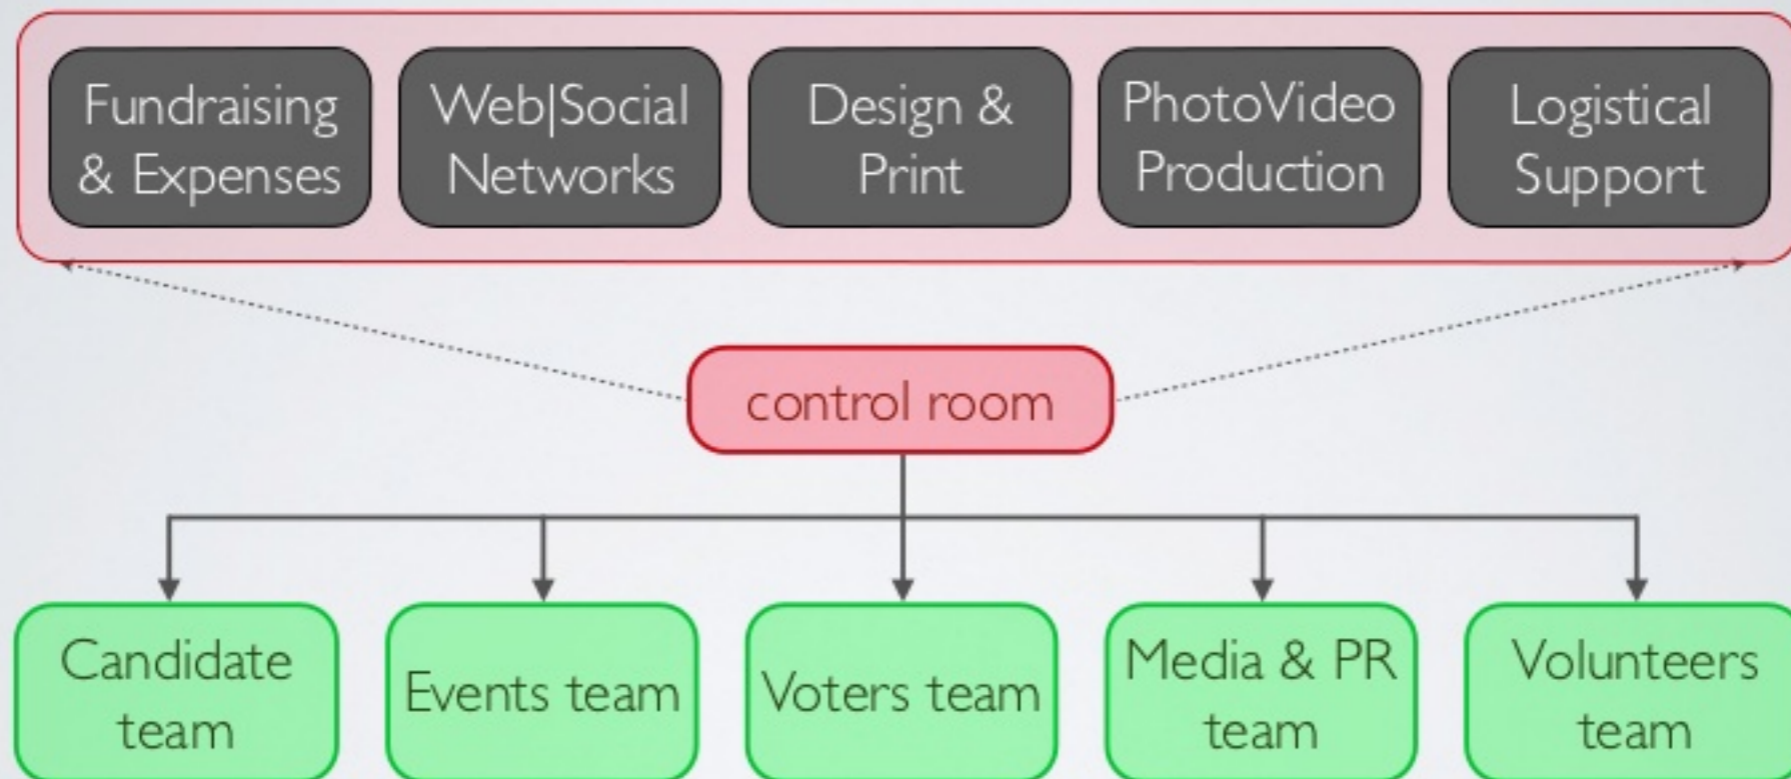 Fundraising
& Expenses
Web|Social
Networks
Design &
Print
PhotoVideo
Production
Logistical
Support
control room
Candidate
team
Events team
Voters team
Media & PR
team
Volunteers
team